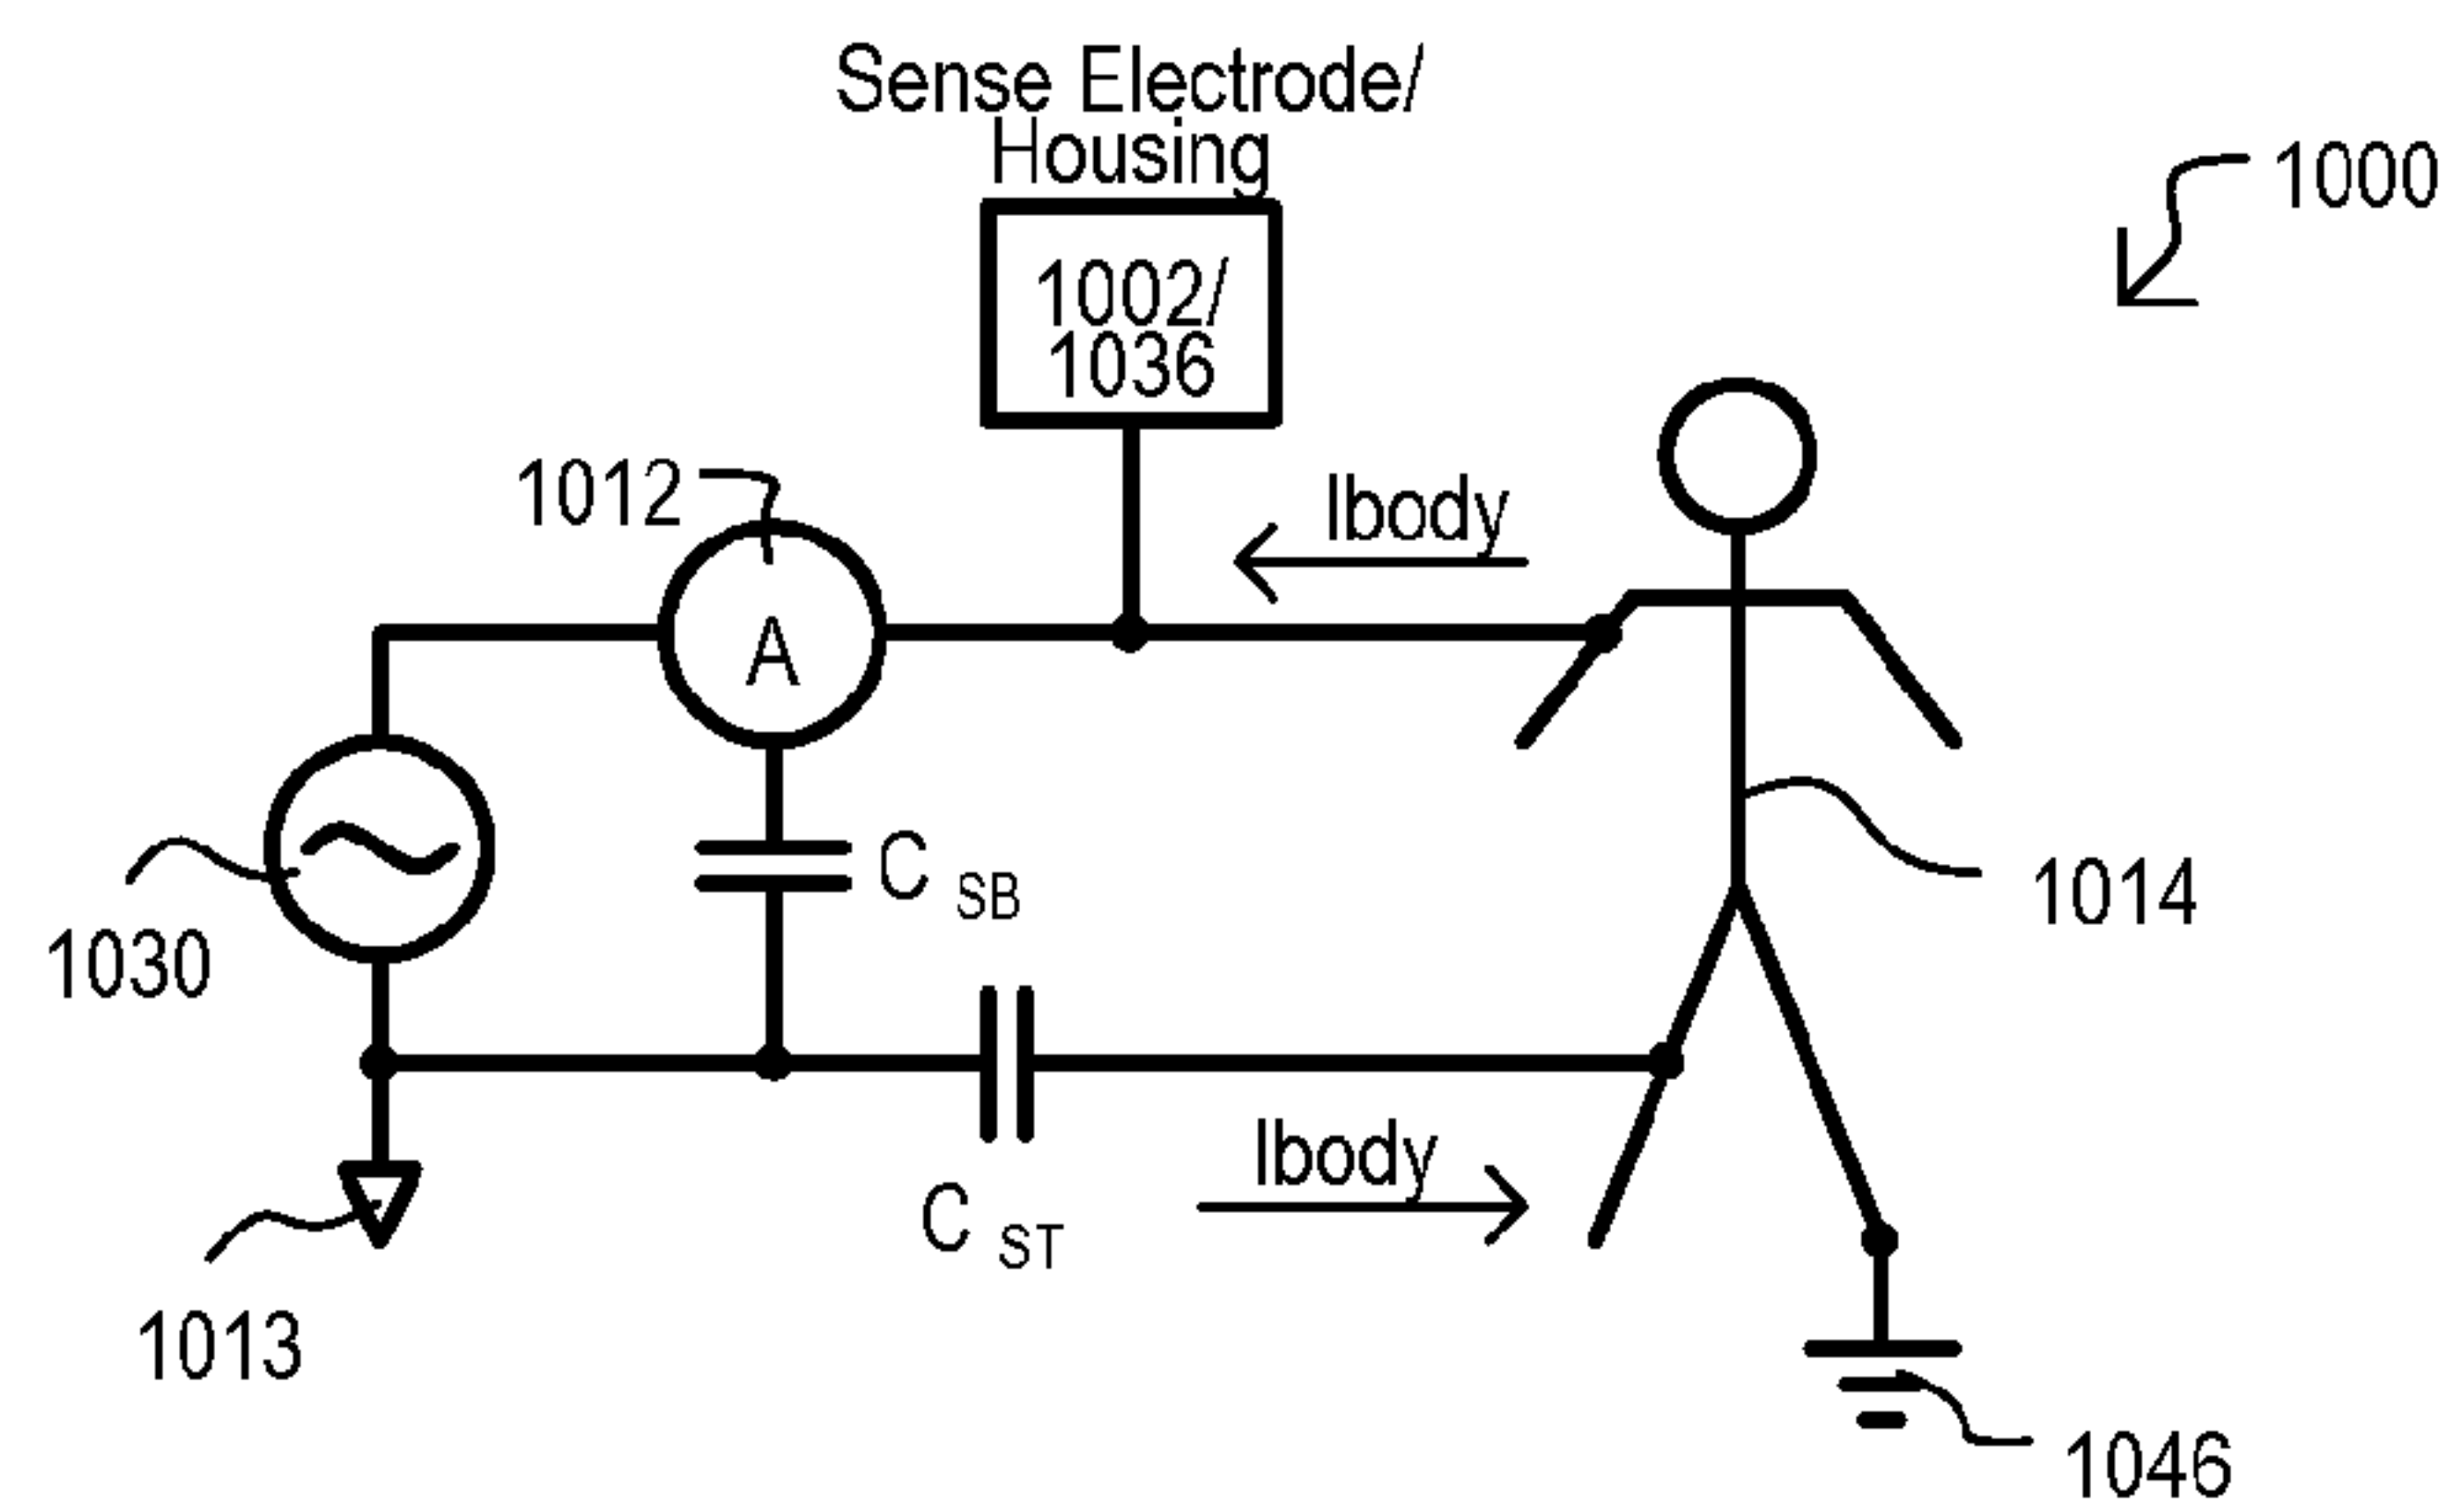 Sense Electrode/
Housing
1000
1002/
1036
1012
Ibody
A
C SB
1014
1030
Ibody
C ST
1013
1046